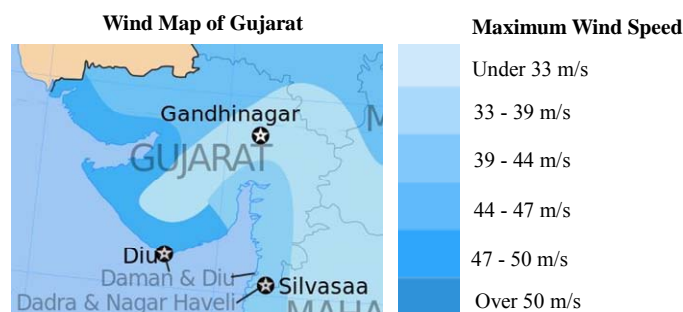 Wind Map of Gujarat
Maximum Wind Speed
Under 33 m/s
33 - 39 m/s
39 - 44 m/s
44 - 47 m/s
47 - 50 m/s
Over 50 m/s
Gandhinagar
M
GUJARAT
Diu
Daman & Diu
Silvasaa
Dadra & Nagar Haveli
MAHA